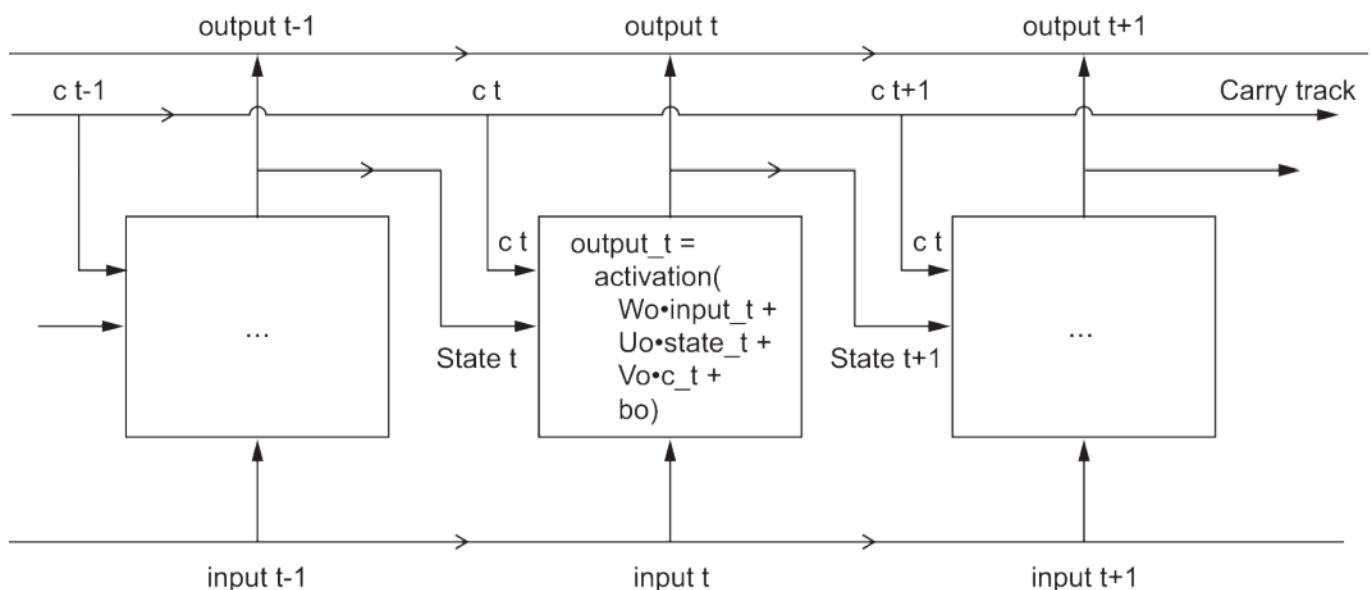 output t-1
output t
output t+1
c t-1
c t
c t+1
Carry track
c t
c t
output_t =
activation(
Wo•input_t +
Uo•state_t +
Vo•c_t +
bo)
...
...
State t
State t+1
input t-1
input t
input t+1